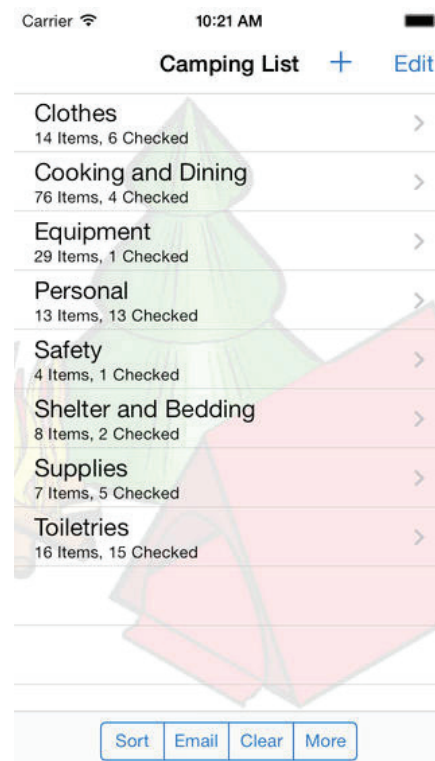 Carrier 10:21 AM
Camping List + Edit
Clothes
14 Items, 6 Checked
Cooking and Dining
76 Items, 4 Checked
Equipment
29 Items, 1 Checked
Personal
13 Items, 13 Checked
Safety
4 Items, 1 Checked
Shelter and Bedding
8 Items, 2 Checked
Supplies
7 Items, 5 Checked
Toiletries
16 Items, 15 Checked
Sort Email Clear More